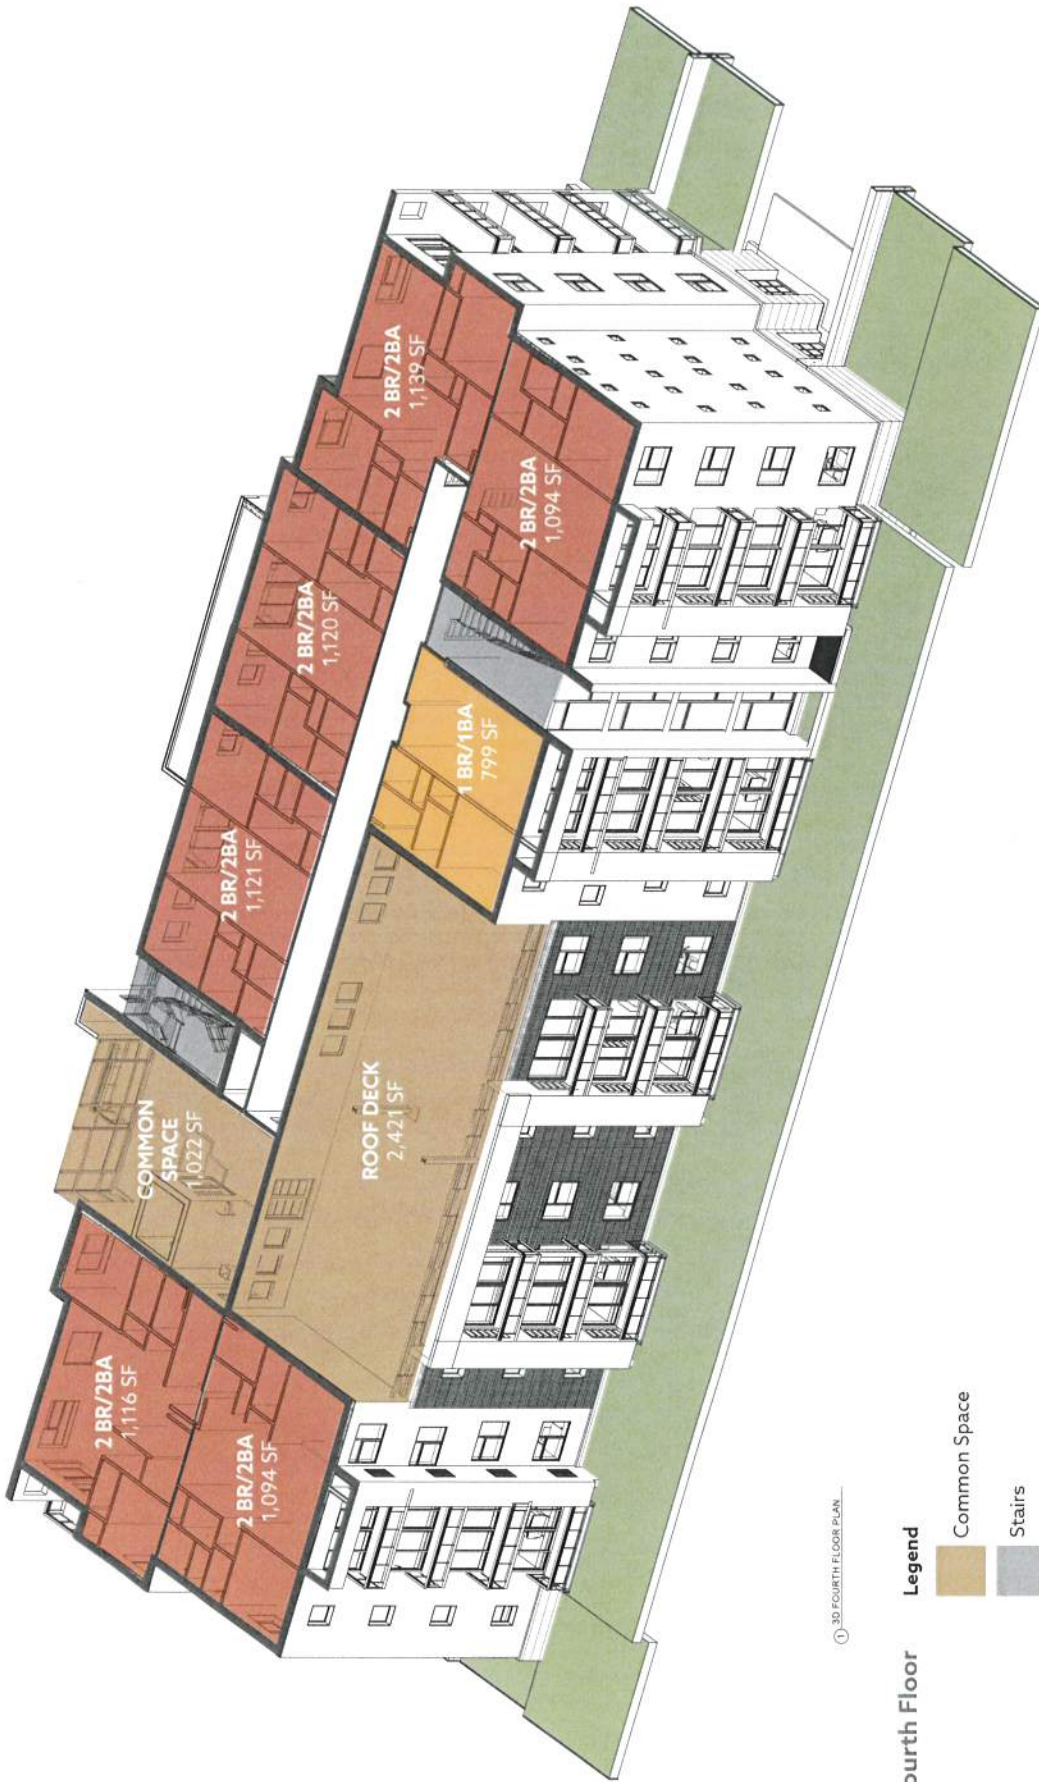 2 BR/2BA
1,116 SF
2 BR/2BA
1,094 SF
COMMON
SPACE
1,022 SF
ROOF DECK
2,421 SF
2 BR/2BA
1,121 SF
2 BR/2BA
1,120 SF
1 BR/1BA
799 SF
2 BR/2BA
1,139 SF
2 BR/2BA
1,094 SF
1 3D FOURTH FLOOR PLAN
ourth Floor
Legend
Common Space
Stairs